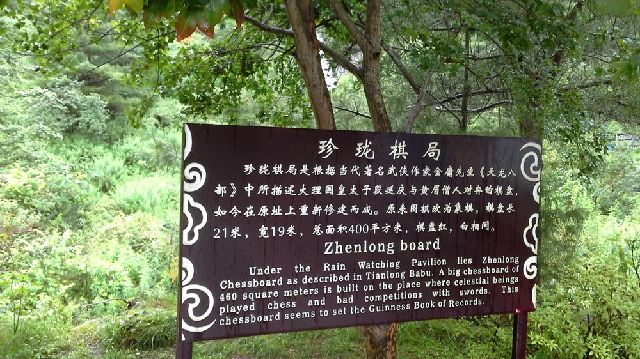 珍珑棋局
珍珑棋局是根据当代著名武侠作家金庸先生《天龙八
部》中所描述大理国皇太子段延庆与黄眉僧人对弈的棋盘,
如今在原址上重新修建而成。原来围棋改为象棋,棋盘长
21米,宽19米,总面积400平方米,棋盘红,白相间。
Zhenlong board
Under the Rain Watching Pavilion lies Zhenlong
Chessboard as described in Tianlong Babu. A big chessboard of
460 square meters is built on the place where celestial beings
played chess and had competitions with swords. This
chessboard seems to set the Guinness Book of Records.